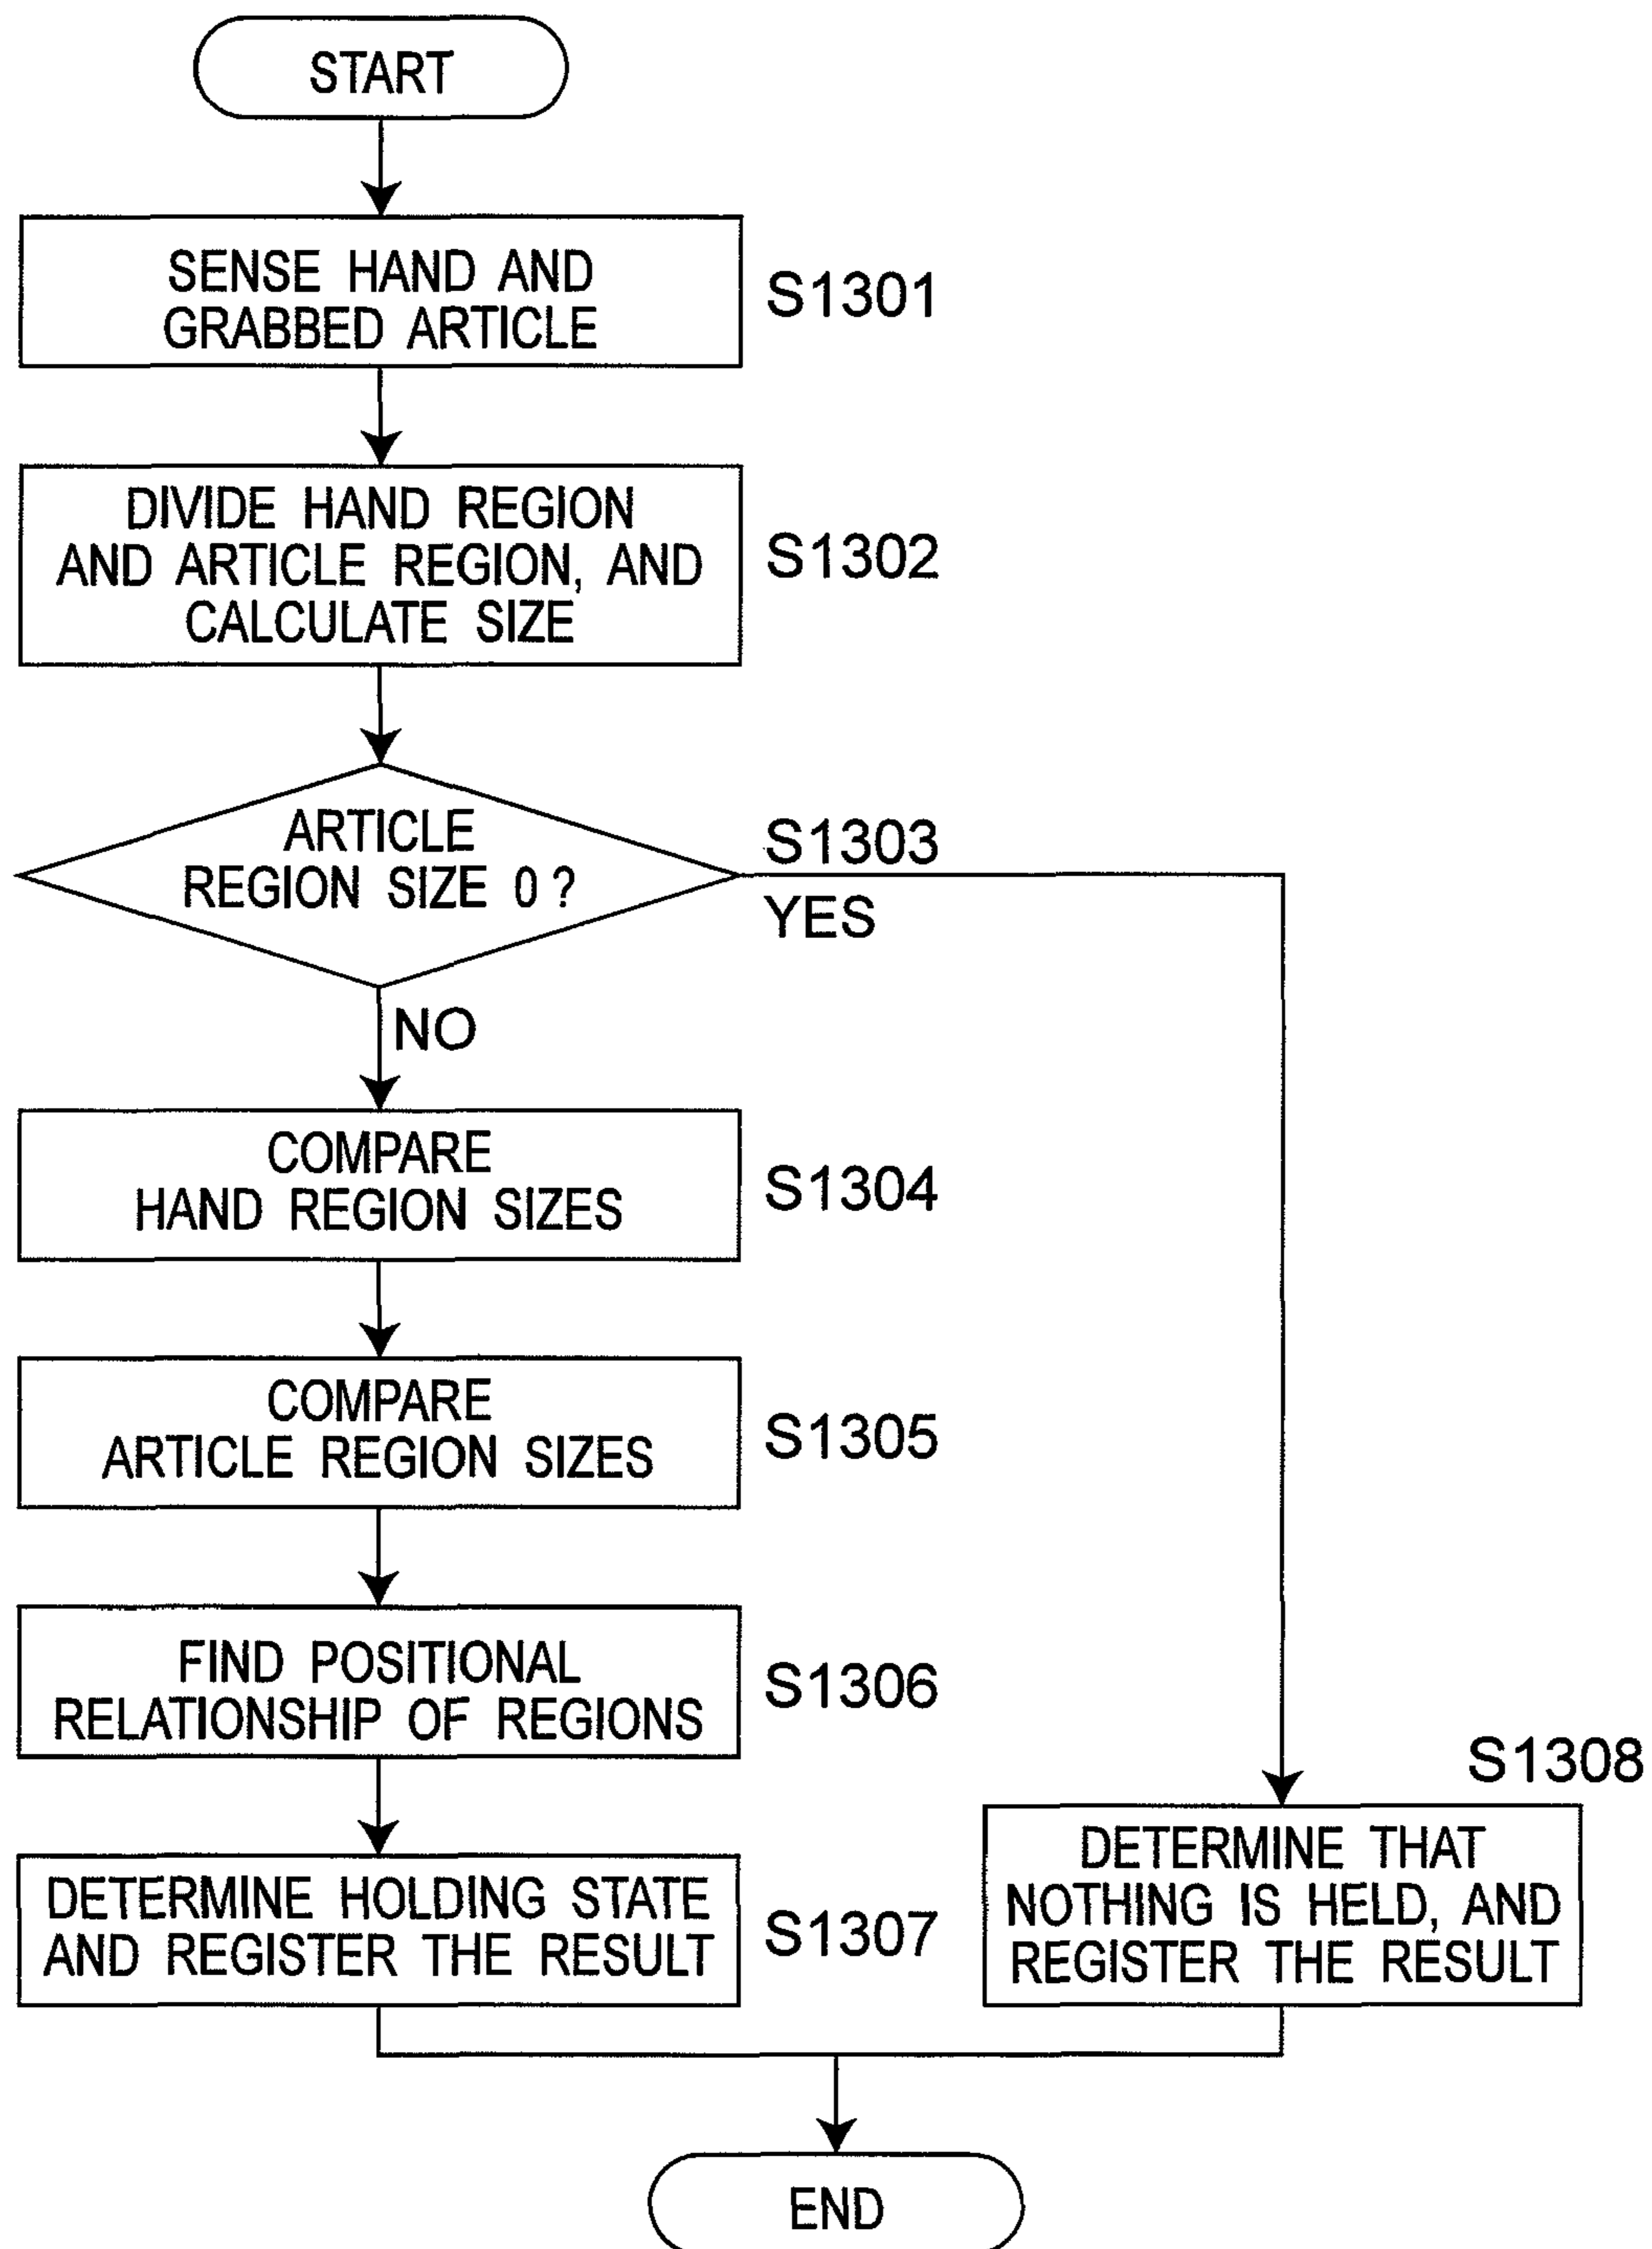 START
SENSE HAND AND
GRABBED ARTICLE
S1301
DIVIDE HAND REGION
AND ARTICLE REGION, AND
CALCULATE SIZE
S1302
ARTICLE
REGION SIZE 0 ?
S1303
YES
NO
COMPARE
HAND REGION SIZES
S1304
COMPARE
ARTICLE REGION SIZES
S1305
FIND POSITIONAL
RELATIONSHIP OF REGIONS
S1306
DETERMINE HOLDING STATE
AND REGISTER THE RESULT
S1307
S1308
DETERMINE THAT
NOTHING IS HELD, AND
REGISTER THE RESULT
END